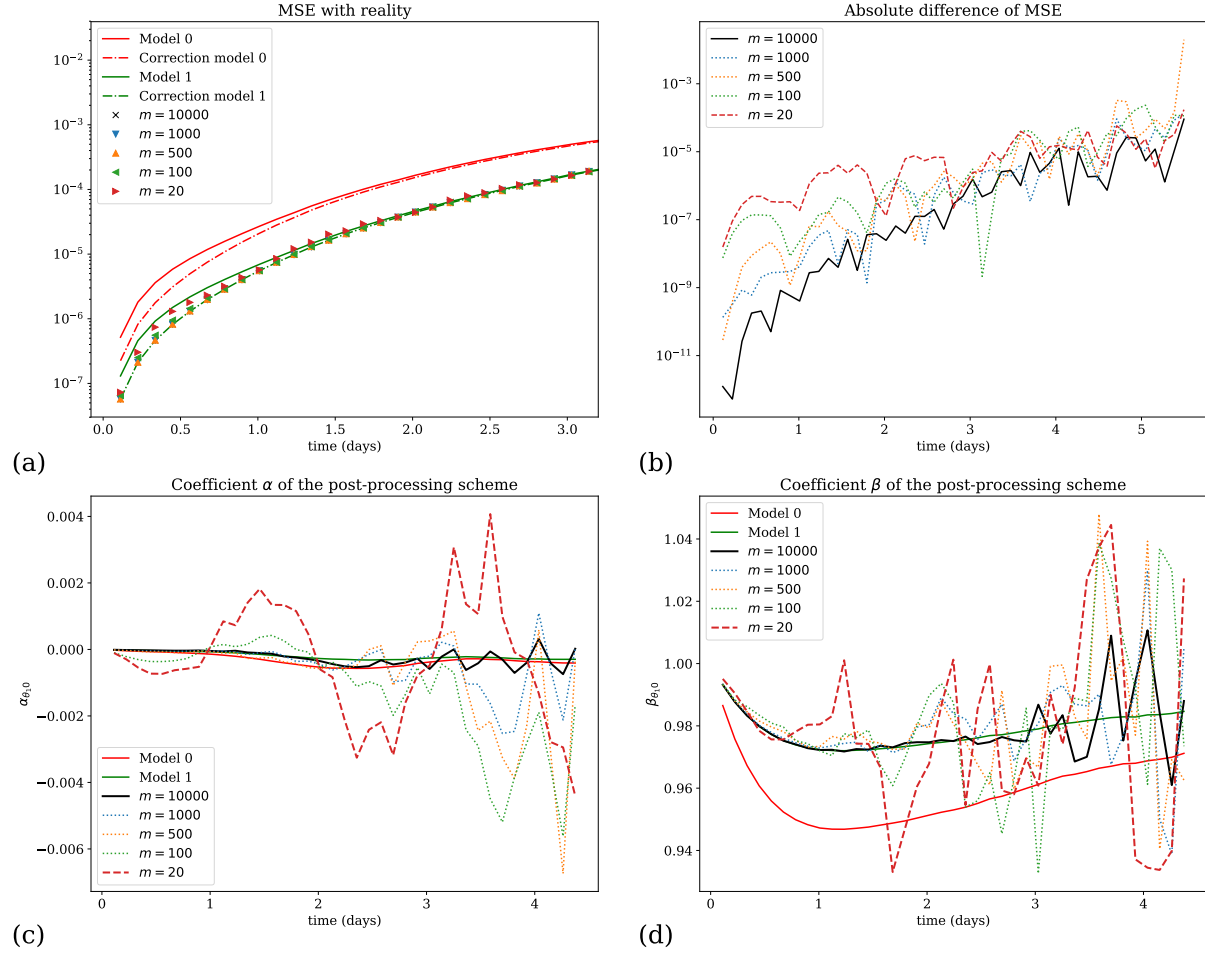 MSE with reality
Model 0
Correction model 0
Model 1
Correction model 1
m = 10000
m = 1000
m = 500
m = 100
m = 20
10⁻²
10⁻³
10⁻⁴
10⁻⁵
10⁻⁶
10⁻⁷
0.0 0.5 1.0 1.5 2.0 2.5 3.0
time (days)
(a)
Absolute difference of MSE
m = 10000
m = 1000
m = 500
m = 100
m = 20
10⁻³
10⁻⁵
10⁻⁷
10⁻⁹
10⁻¹¹
0 1 2 3 4 5
time (days)
(b)
Coefficient α of the post-processing scheme
α_{θ₁0}
0.004
0.002
0.000
−0.002
−0.004
−0.006
Model 0
Model 1
m = 10000
m = 1000
m = 500
m = 100
m = 20
0 1 2 3 4
time (days)
(c)
Coefficient β of the post-processing scheme
β_{θ₁0}
Model 0
Model 1
m = 10000
m = 1000
m = 500
m = 100
m = 20
1.04
1.02
1.00
0.98
0.96
0.94
0 1 2 3 4
time (days)
(d)